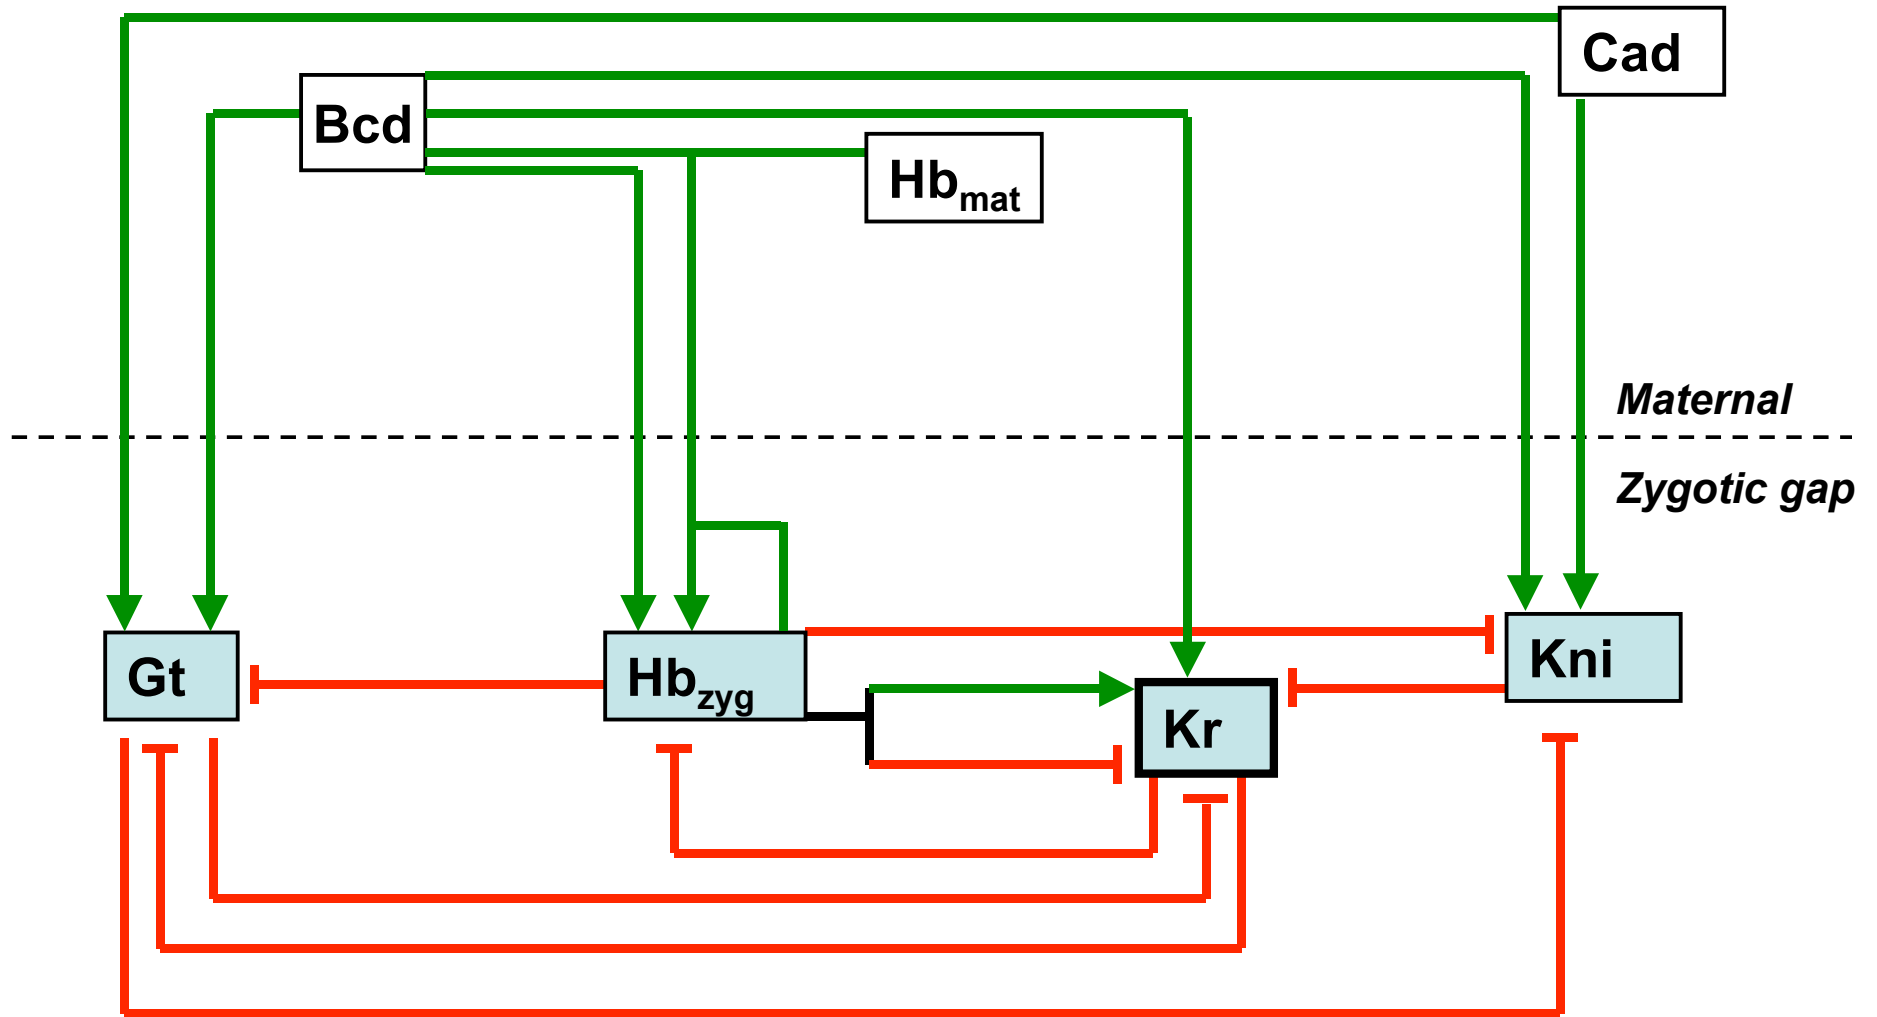 Cad
Bcd
Hbmat
Maternal
Zygotic gap
Gt
Hbzyg
Kni
Kr